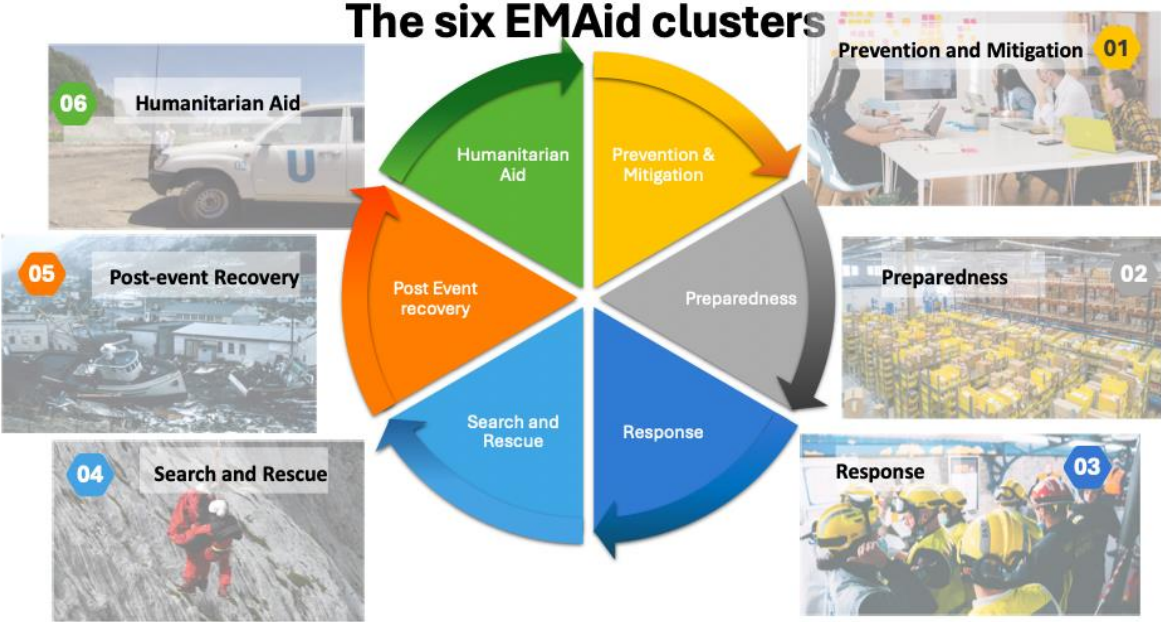 The six EMAid clusters
Prevention and Mitigation
01
06
Humanitarian Aid
U
Humanitarian
Aid
Prevention &
Mitigation
05
Post-event Recovery
Post Event
recovery
Preparedness
Preparedness
02
Search and
Rescue
Response
04
Search and Rescue
Response
03